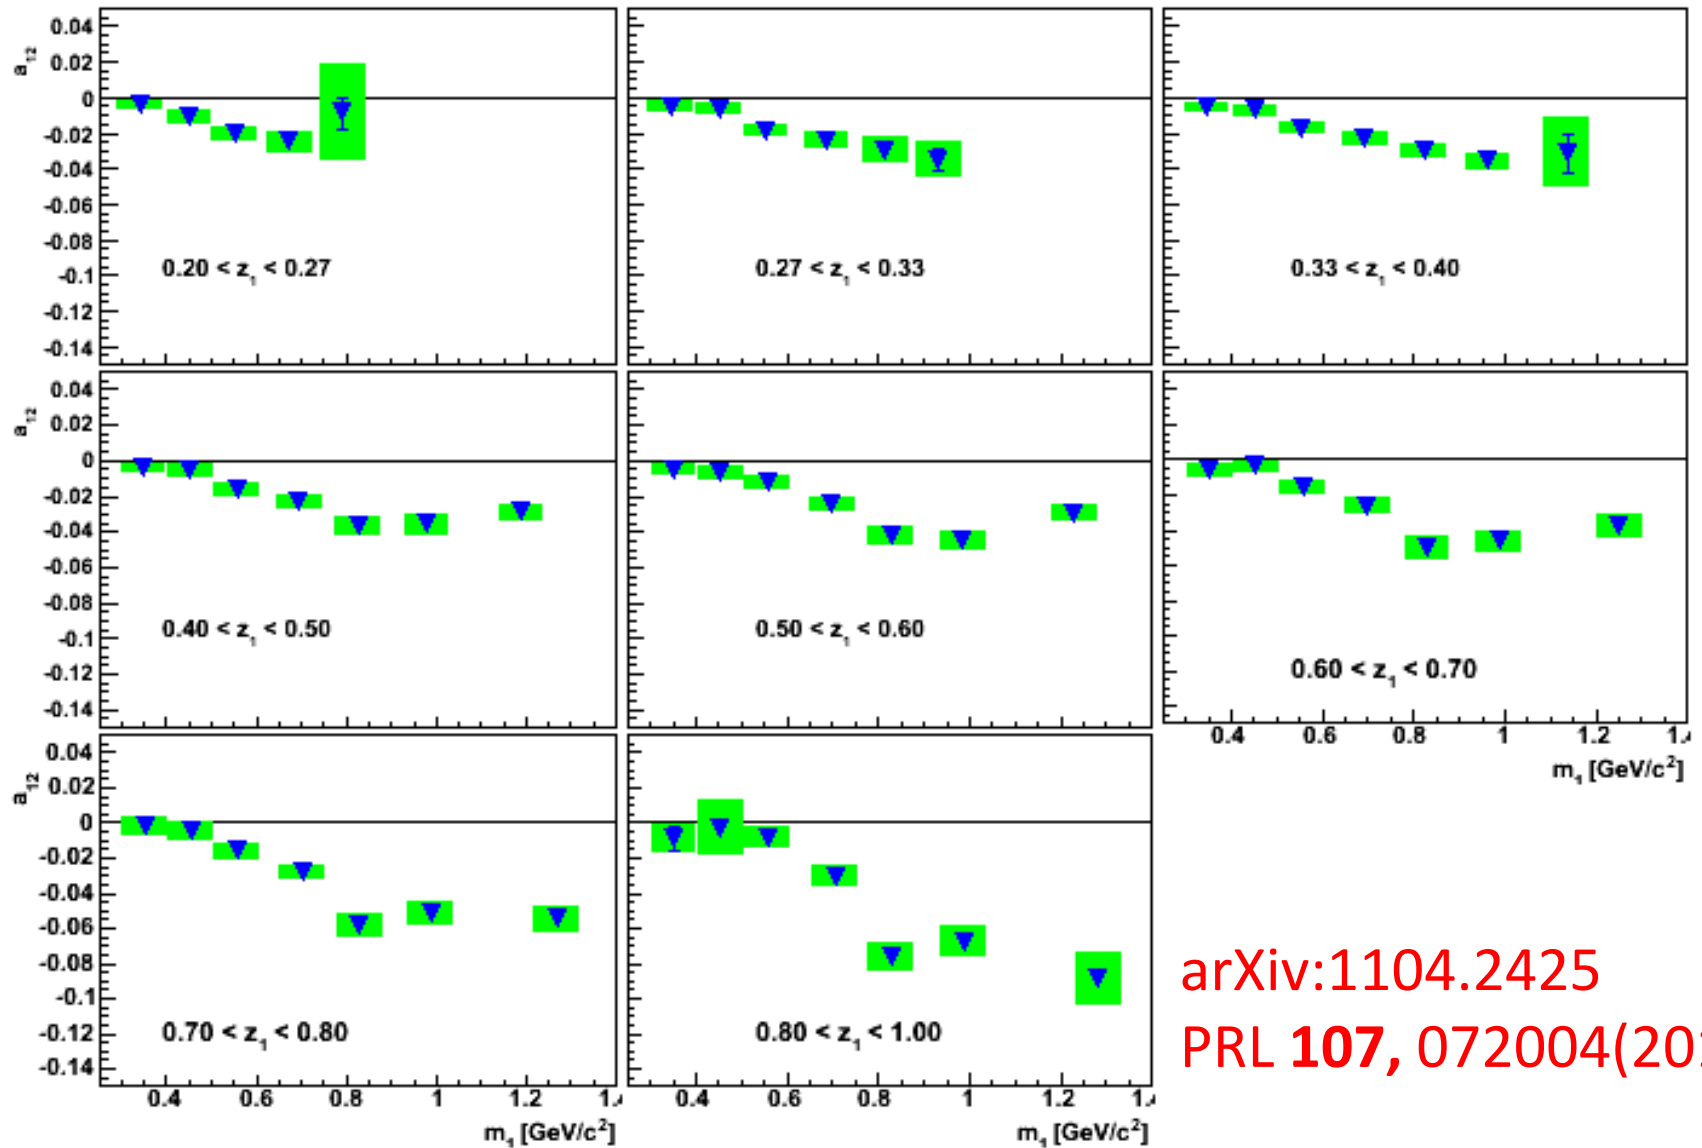 0.04
a₁₂
0.02
0
-0.02
-0.04
-0.06
-0.08
-0.1
-0.12
-0.14
0.20 < z₁ < 0.27
0.27 < z₁ < 0.33
0.33 < z₁ < 0.40
0.04
a₁₂
0.02
0
-0.02
-0.04
-0.06
-0.08
-0.1
-0.12
-0.14
0.40 < z₁ < 0.50
0.50 < z₁ < 0.60
0.60 < z₁ < 0.70
0.4 0.6 0.8 1 1.2
m₁ [GeV/c²]
0.04
a₁₂
0.02
0
-0.02
-0.04
-0.06
-0.08
-0.1
-0.12
-0.14
0.70 < z₁ < 0.80
0.80 < z₁ < 1.00
0.4 0.6 0.8 1 1.2
m₁ [GeV/c²]
0.4 0.6 0.8 1 1.2
m₁ [GeV/c²]
arXiv:1104.2425
PRL 107, 072004(20